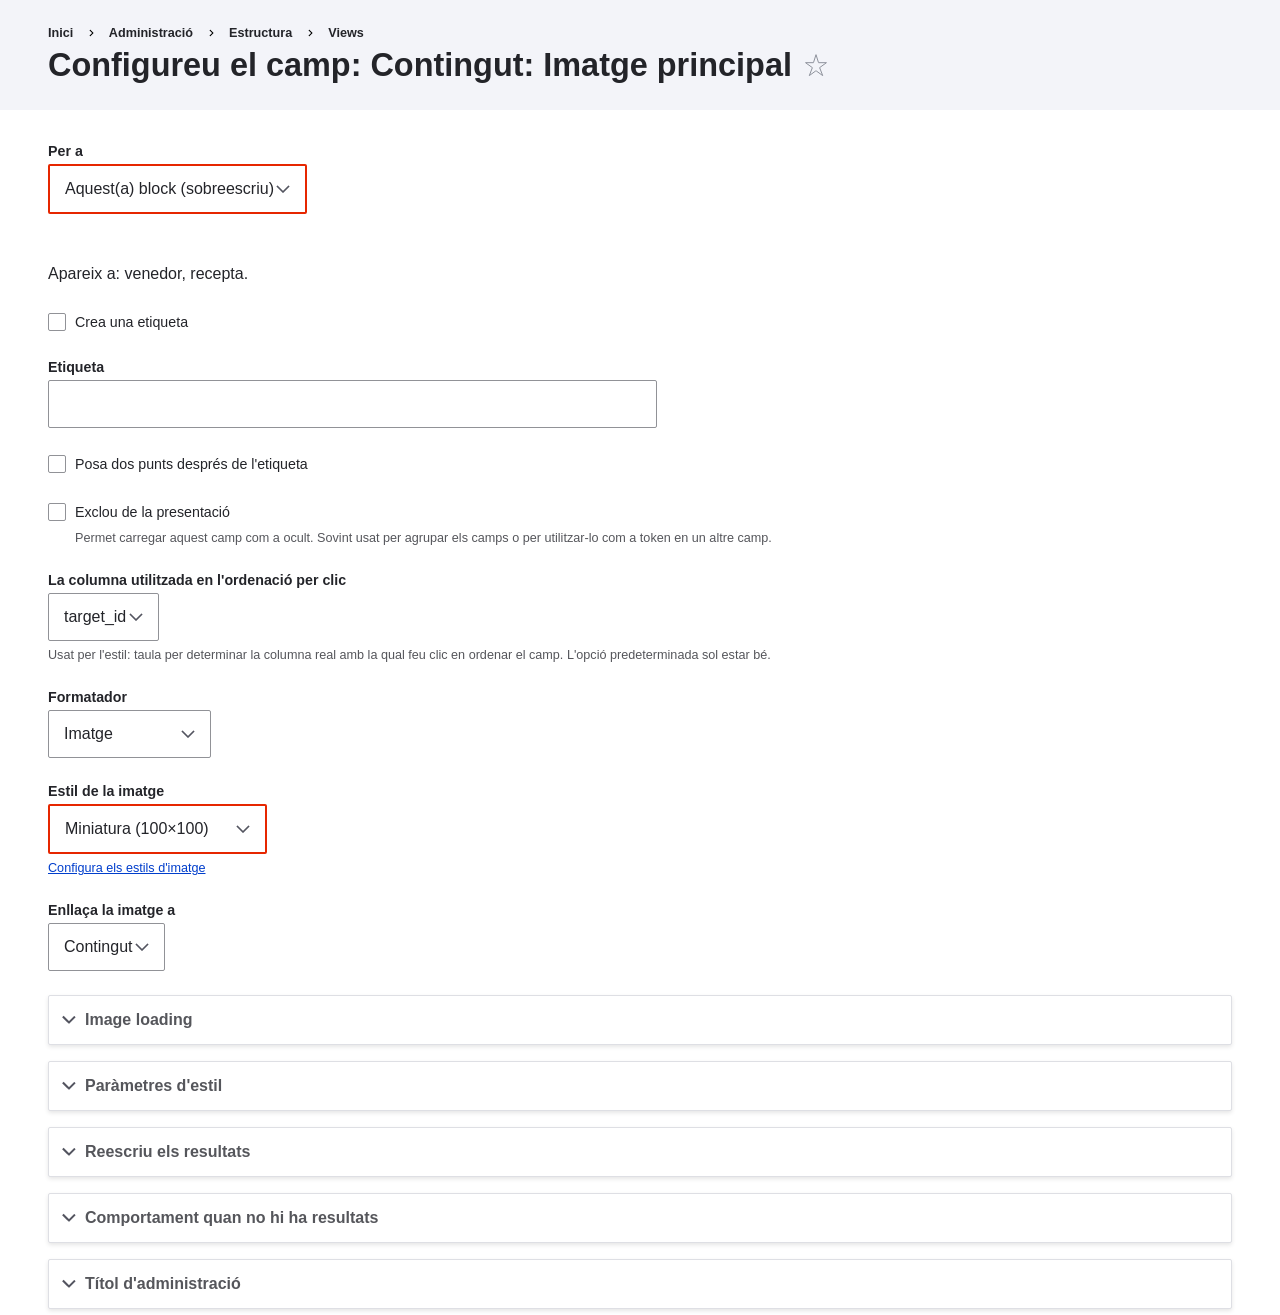 Inici > Administració > Estructura > Views
Configureu el camp: Contingut: Imatge principal ☆
Per a
Aquest(a) block (sobreescriu)
Apareix a: venedor, recepta.
Crea una etiqueta
Etiqueta
Posa dos punts després de l'etiqueta
Exclou de la presentació
Permet carregar aquest camp com a ocult. Sovint usat per agrupar els camps o per utilitzar-lo com a token en un altre camp.
La columna utilitzada en l'ordenació per clic
target_id
Usat per l'estil: taula per determinar la columna real amb la qual feu clic en ordenar el camp. L'opció predeterminada sol estar bé.
Formatador
Imatge
Estil de la imatge
Miniatura (100×100)
Configura els estils d'imatge
Enllaça la imatge a
Contingut
Image loading
Paràmetres d'estil
Reescriu els resultats
Comportament quan no hi ha resultats
Títol d'administració